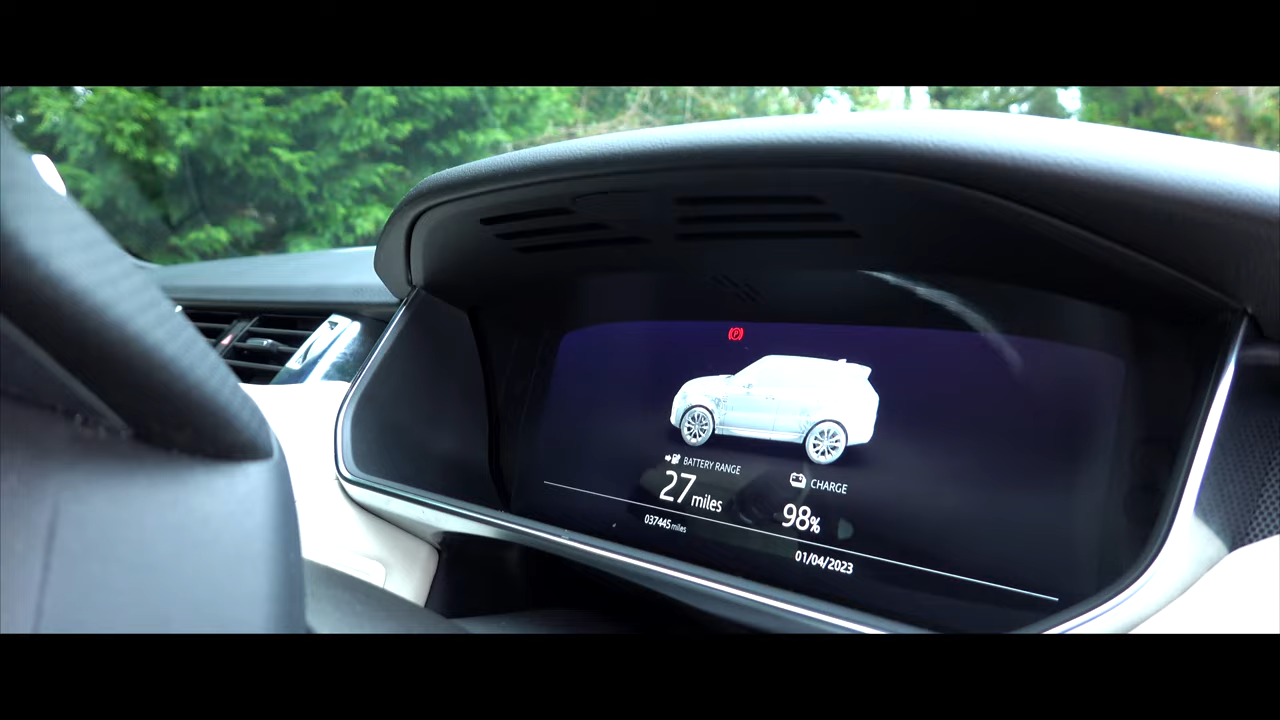 BATTERY RANGE
27 miles
CHARGE
98%
037445 miles
01/04/2023